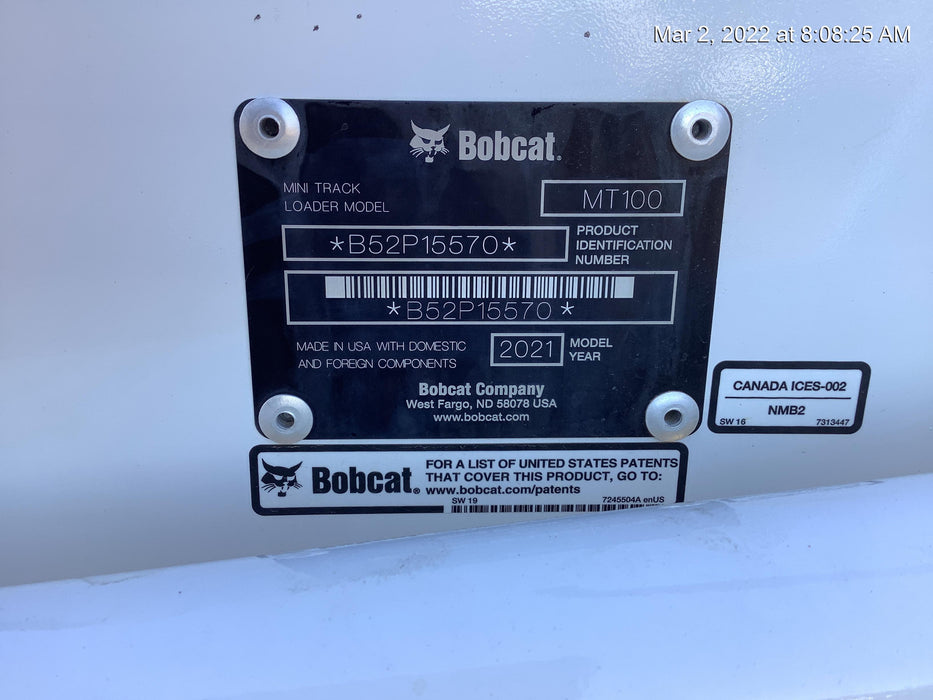 Mar 2, 2022 at 8:08:25 AM
Bobcat.
MINI TRACK
LOADER MODEL
MT100
*B52P15570*
PRODUCT
IDENTIFICATION
NUMBER
*B52P15570*
MADE IN USA WITH DOMESTIC
AND FOREIGN COMPONENTS
2021
MODEL
YEAR
Bobcat Company
West Fargo, ND 58078 USA
www.bobcat.com
CANADA ICES-002
NMB2
SW 16 7313447
Bobcat.
FOR A LIST OF UNITED STATES PATENTS
THAT COVER THIS PRODUCT, GO TO:
www.bobcat.com/patents
SW 19 7245504A enUS